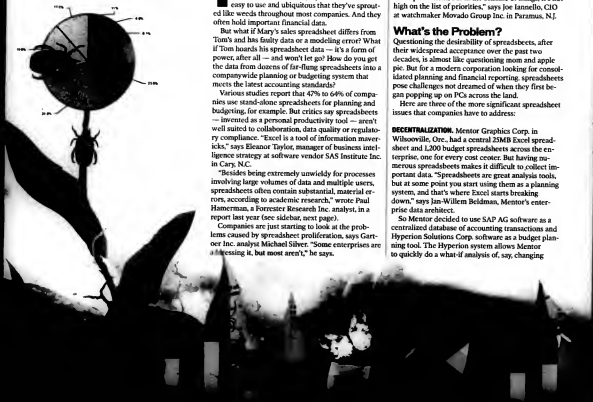 easy to use and ubiquitous that they've sprout-
ed like weeds throughout most companies. And they
often hold important financial data.
But what if Mary's sales spreadsheet differs from
Tom's and has faulty data or a modeling error? What
if Tom hoards his spreadsheet data — it's a form of
power, after all — and won't let go? How do you get
the data from dozens of far-flung spreadsheets into a
companywide planning or budgeting system that
meets the latest accounting standards?
Various studies report that 47% to 64% of compa-
nies use stand-alone spreadsheets for planning and
budgeting, for example. But critics say spreadsheets
— invented as a personal productivity tool — aren't
well suited to collaboration, data quality or regulato-
ry compliance. "Excel is a tool of information maver-
icks," says Eleanor Taylor, manager of business intel-
ligence strategy at software vendor SAS Institute Inc.
in Cary, N.C.
"Besides being extremely unwieldy for processes
involving large volumes of data and multiple users,
spreadsheets often contain substantial, material er-
rors, according to academic research," wrote Paul
Hamerman, a Forrester Research Inc. analyst, in a
report last year (see sidebar, next page).
Companies are just starting to look at the prob-
lems caused by spreadsheet proliferation, says Gart-
ner Inc. analyst Michael Silver. "Some enterprises are
addressing it, but most aren't," he says.
high on the list of priorities," says Joe Iannello, CIO
at watchmaker Movado Group Inc. in Paramus, N.J.
What's the Problem?
Questioning the desirability of spreadsheets, after
their widespread acceptance over the past two
decades, is almost like questioning mom and apple
pie. But for a modern corporation looking for consol-
idated planning and financial reporting, spreadsheets
pose challenges not dreamed of when they first be-
gan popping up on PCs across the land.
Here are three of the more significant spreadsheet
issues that companies have to address:
DECENTRALIZATION. Mentor Graphics Corp. in
Wilsonville, Ore., had a central 25MB Excel spread-
sheet and 1,200 budget spreadsheets across the en-
terprise, one for every cost center. But having nu-
merous spreadsheets makes it difficult to collect im-
portant data. "Spreadsheets are great analysis tools,
but at some point you start using them as a planning
system, and that's where Excel starts breaking
down," says Jan-Willem Beldman, Mentor's enter-
prise data architect.
So Mentor decided to use SAP AG software as a
centralized database of accounting transactions and
Hyperion Solutions Corp. software as a budget plan-
ning tool. The Hyperion system allows Mentor
to quickly do a what-if analysis of, say, changing